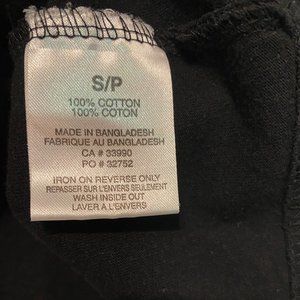 S/P
100% COTTON
100% COTON
MADE IN BANGLADESH
FABRIQUE AU BANGLADESH
CA # 33990
PO # 32752
IRON ON REVERSE ONLY
REPASSER SUR L'ENVERS SEULEMENT
WASH INSIDE OUT
LAVER A L'ENVERS